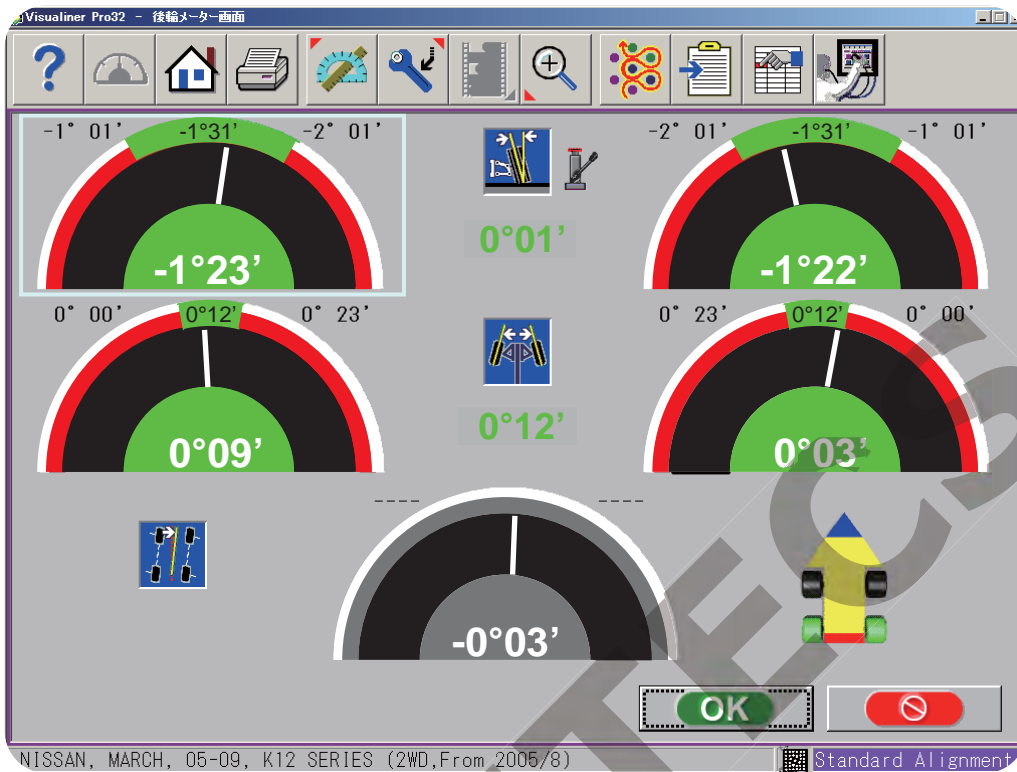 Visualiner Pro32 - 後輪メーター画面
-1° 01’ -1°31’ -2° 01’
-2° 01’ -1°31’ -1° 01’
0°01’
-1°23’
-1°22’
0° 00’ 0°12’ 0° 23’
0° 23’ 0°12’ 0° 00’
0°12’
0°09’
0°03’
---- ----
-0°03’
OK
NISSAN, MARCH, 05-09, K12 SERIES (2WD,From 2005/8)
Standard Alignment
TECS